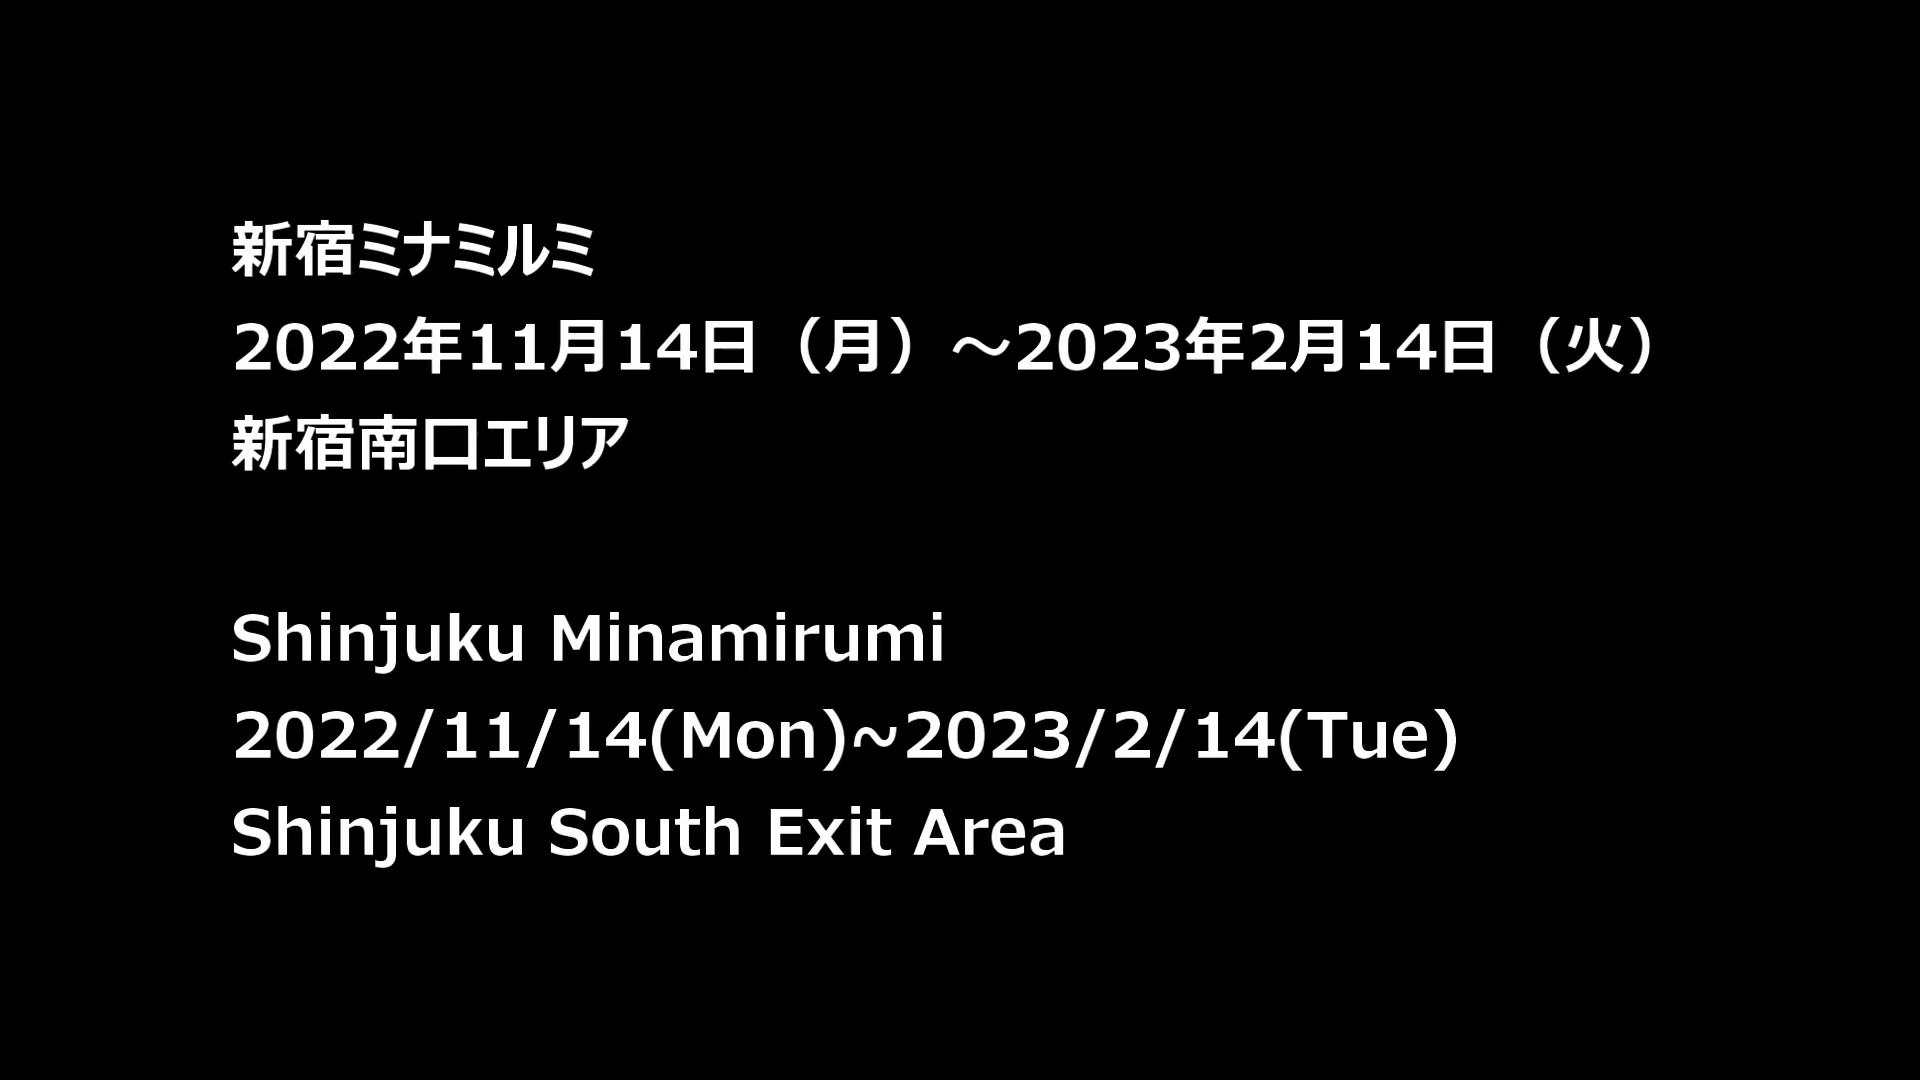 新宿ミナミルミ
2022年11月14日（月）～2023年2月14日（火）
新宿南口エリア
Shinjuku Minamirumi
2022/11/14(Mon)~2023/2/14(Tue)
Shinjuku South Exit Area